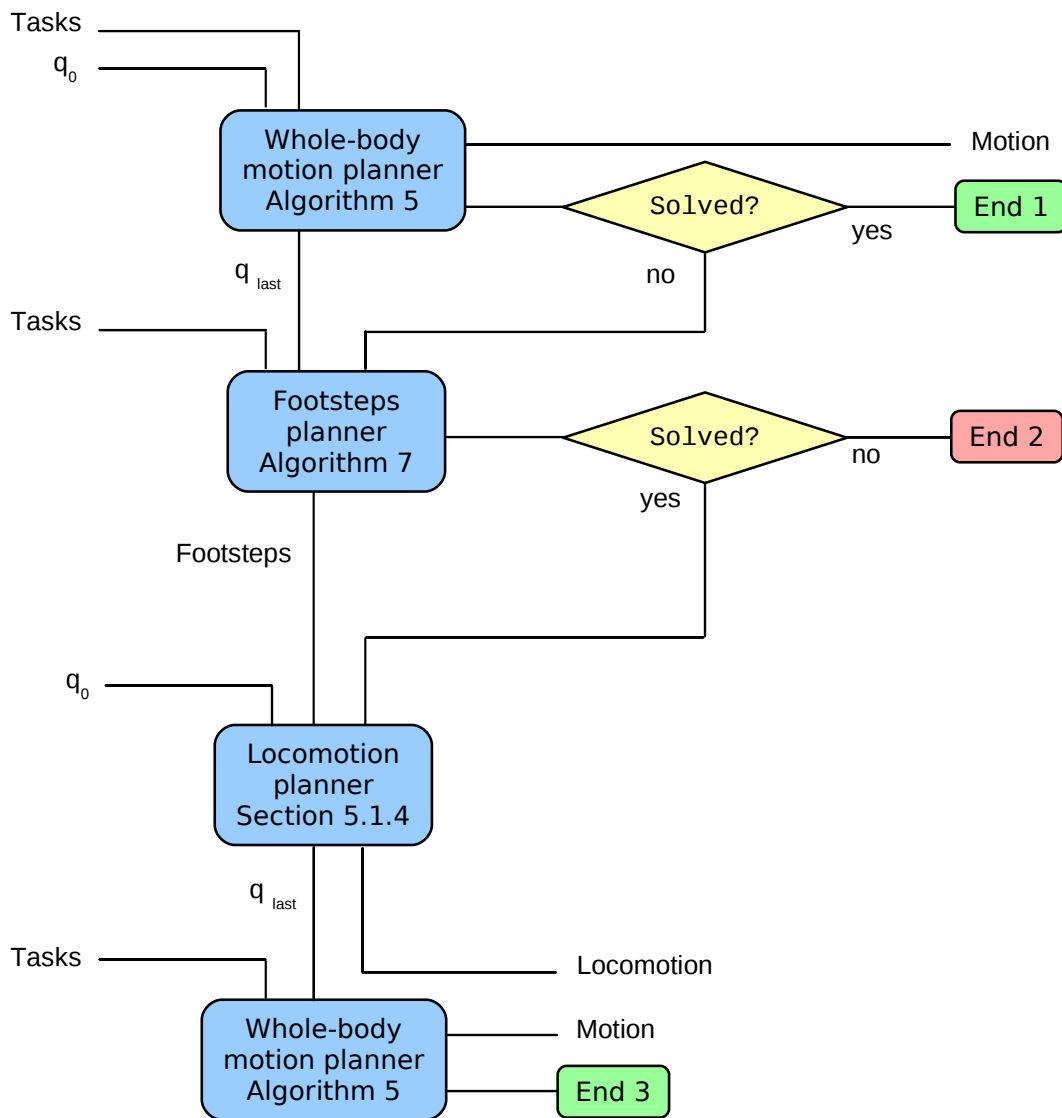 Tasks
q0
Whole-body
motion planner
Algorithm 5
Motion
Solved?
yes
End 1
no
q last
Tasks
Footsteps
planner
Algorithm 7
Solved?
no
End 2
yes
Footsteps
q0
Locomotion
planner
Section 5.1.4
q last
Tasks
Locomotion
Whole-body
motion planner
Algorithm 5
Motion
End 3